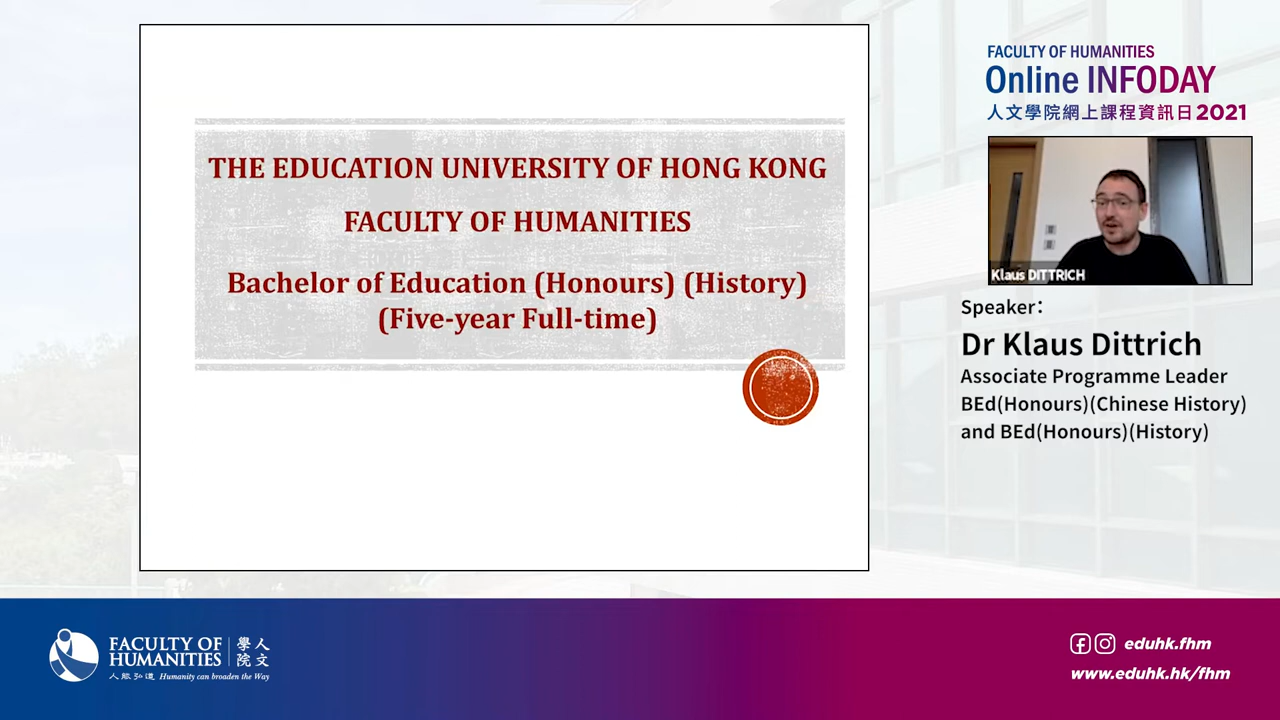 THE EDUCATION UNIVERSITY OF HONG KONG
FACULTY OF HUMANITIES
Bachelor of Education (Honours) (History)
(Five-year Full-time)
FACULTY OF HUMANITIES
Online INFODAY
人文學院網上課程資訊日2021
Klaus DITTRICH
Speaker:
Dr Klaus Dittrich
Associate Programme Leader
BEd(Honours)(Chinese History)
and BEd(Honours)(History)
FACULTY OF
HUMANITIES
學人
院文
人能弘道 Humanity can broaden the Way
eduhk.fhm
www.eduhk.hk/fhm